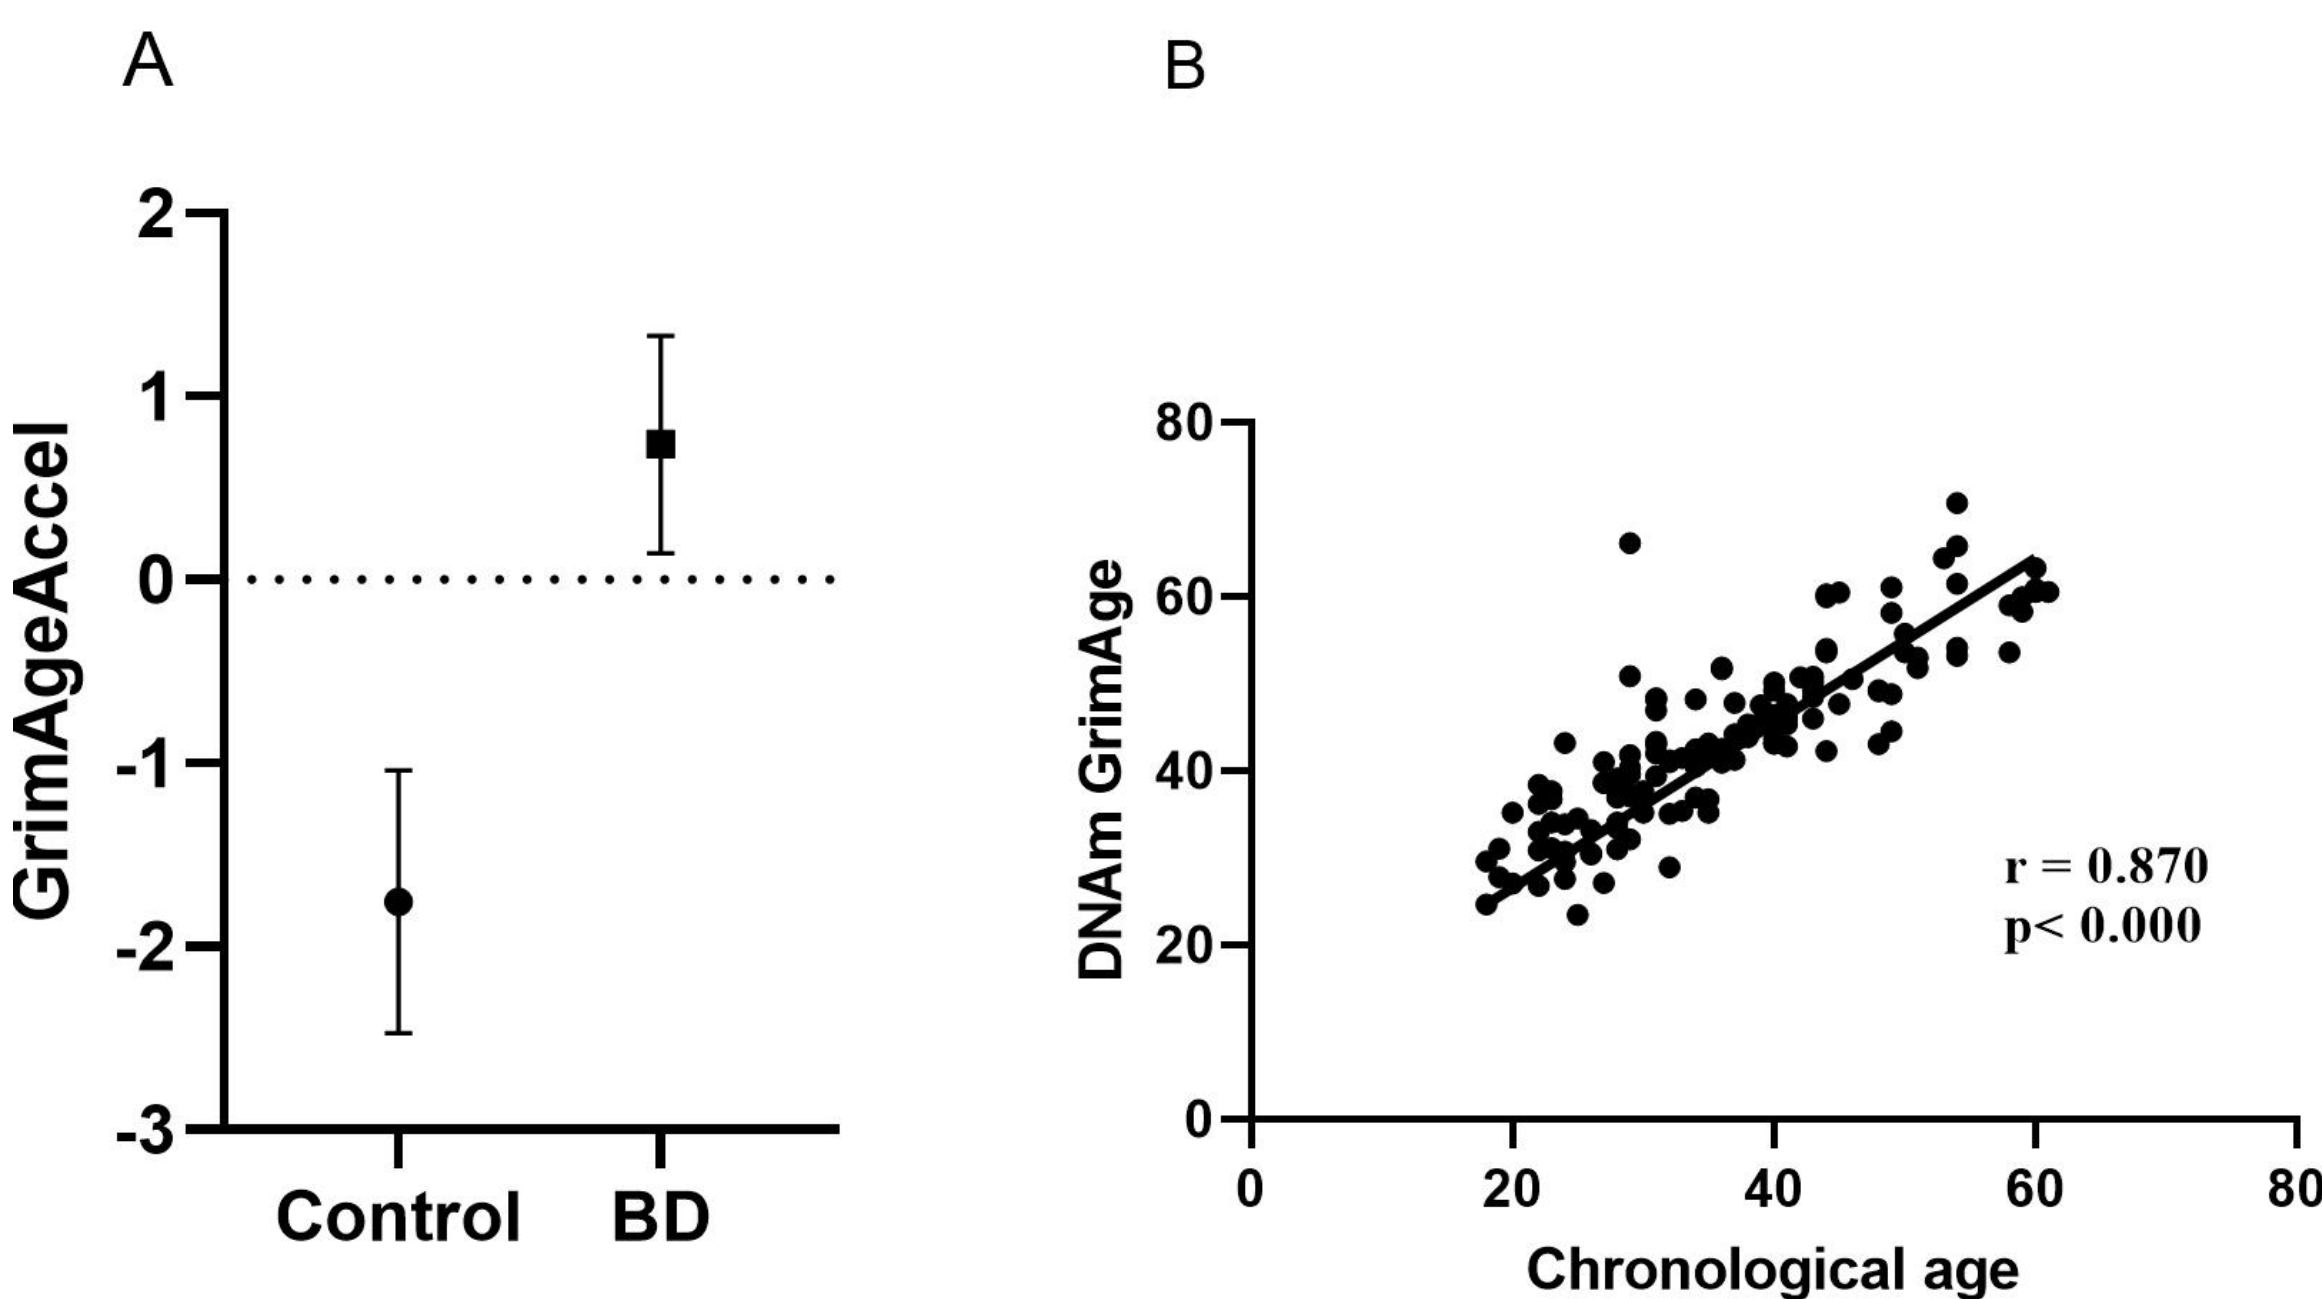 A
B
2
1
0
-1
-2
-3
GrimAgeAccel
Control BD
80
60
40
20
0
DNAm GrimAge
r = 0.870
p< 0.000
0 20 40 60 80
Chronological age